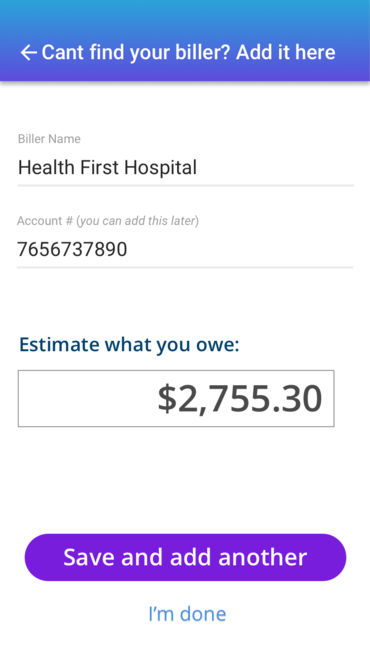 ← Cant find your biller? Add it here
Biller Name
Health First Hospital
Account # (you can add this later)
7656737890
Estimate what you owe:
$2,755.30
Save and add another
I'm done